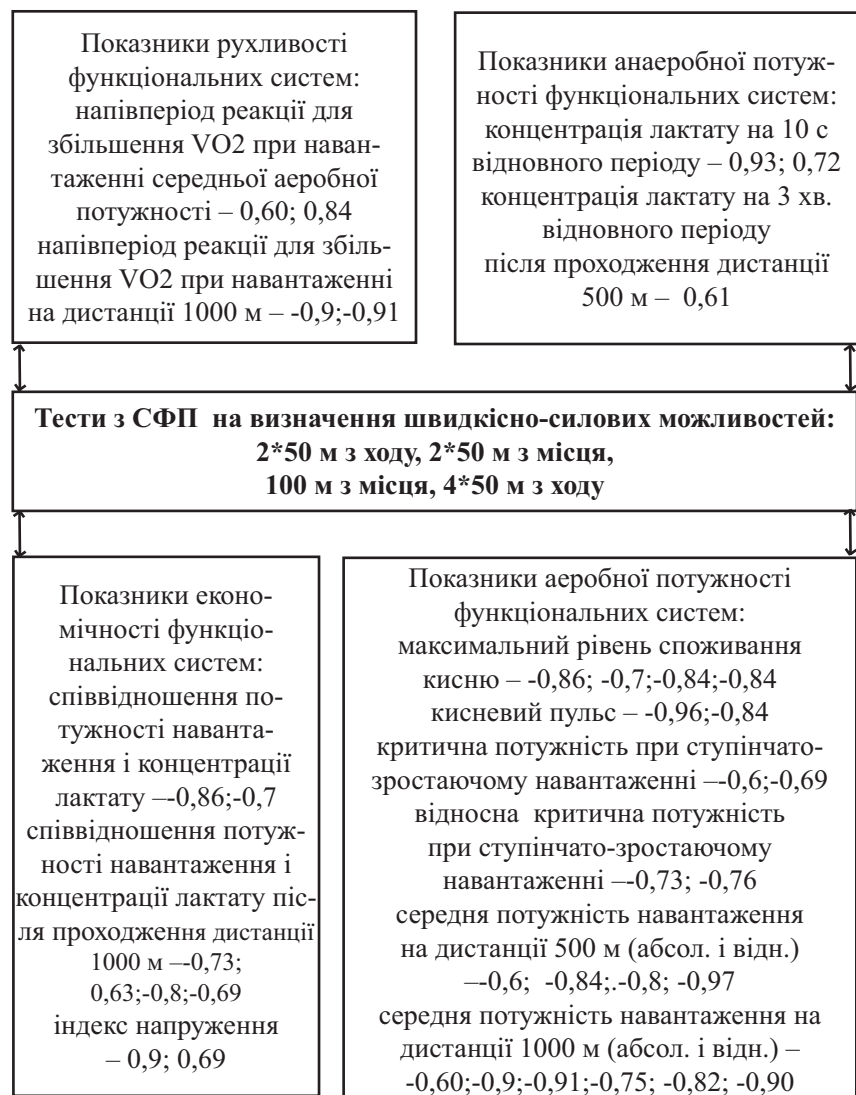 Показники рухливості
функціональних систем:
напівперіод реакції для
збільшення VO2 при наван-
таженні середньої аеробної
потужності – 0,60; 0,84
напівперіод реакції для збіль-
шення VO2 при навантаженні
на дистанції 1000 м – -0,9;-0,91
Показники анаеробної потуж-
ності функціональних систем:
концентрація лактату на 10 с
відновного періоду – 0,93; 0,72
концентрація лактату на 3 хв.
відновного періоду
після проходження дистанції
500 м – 0,61
Тести з СФП на визначення швидкісно-силових можливостей:
2*50 м з ходу, 2*50 м з місця,
100 м з місця, 4*50 м з ходу
Показники еконо-
мічності функціо-
нальних систем:
співвідношення по-
тужності наванта-
ження і концентрації
лактату –-0,86;-0,7
співвідношення потуж-
ності навантаження і
концентрації лактату піс-
ля проходження дистанції
1000 м –-0,73;
0,63;-0,8;-0,69
індекс напруження
– 0,9; 0,69
Показники аеробної потужності
функціональних систем:
максимальний рівень споживання
кисню – -0,86; -0,7;-0,84;-0,84
кисневий пульс – -0,96;-0,84
критична потужність при ступінчато-
зростаючому навантаженні –-0,6;-0,69
відносна критична потужність
при ступінчато-зростаючому
навантаженні –-0,73; -0,76
середня потужність навантаження
на дистанції 500 м (абсол. і відн.)
–-0,6; -0,84;.-0,8; -0,97
середня потужність навантаження на
дистанції 1000 м (абсол. і відн.) –
-0,60;-0,9;-0,91;-0,75; -0,82; -0,90